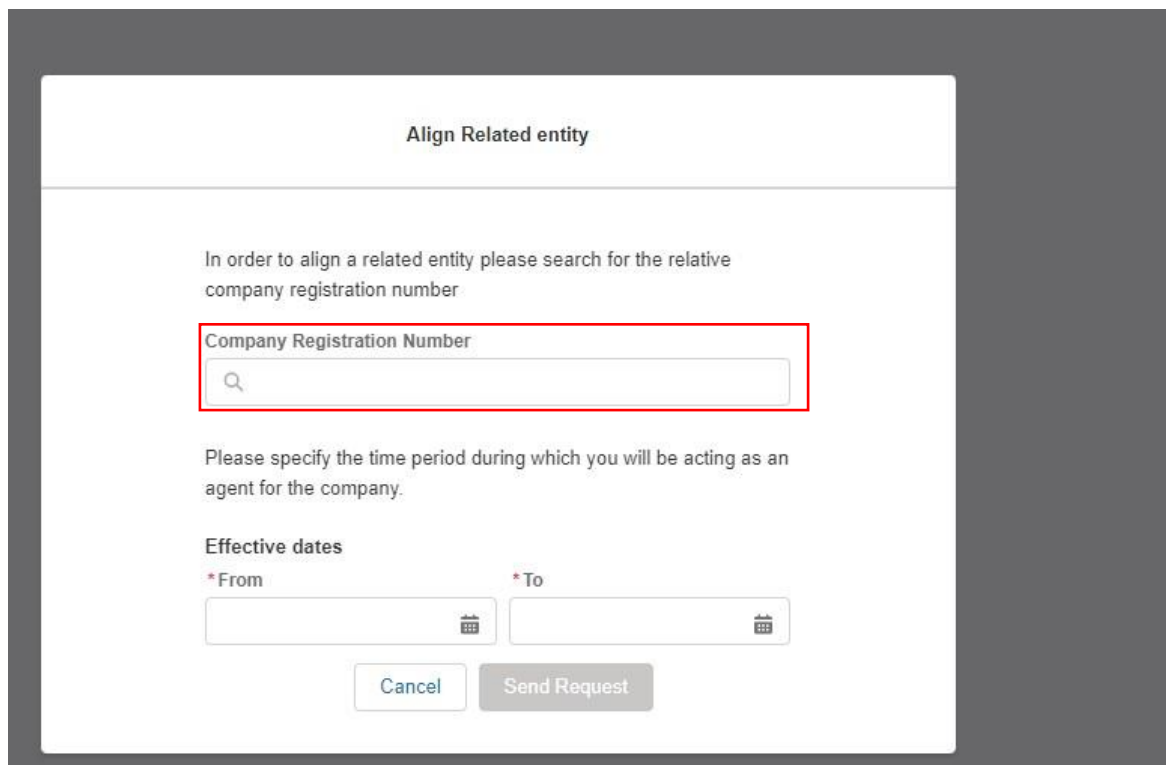 Align Related entity
In order to align a related entity please search for the relative
company registration number
Company Registration Number
Please specify the time period during which you will be acting as an
agent for the company.
Effective dates
*From *To
Cancel Send Request